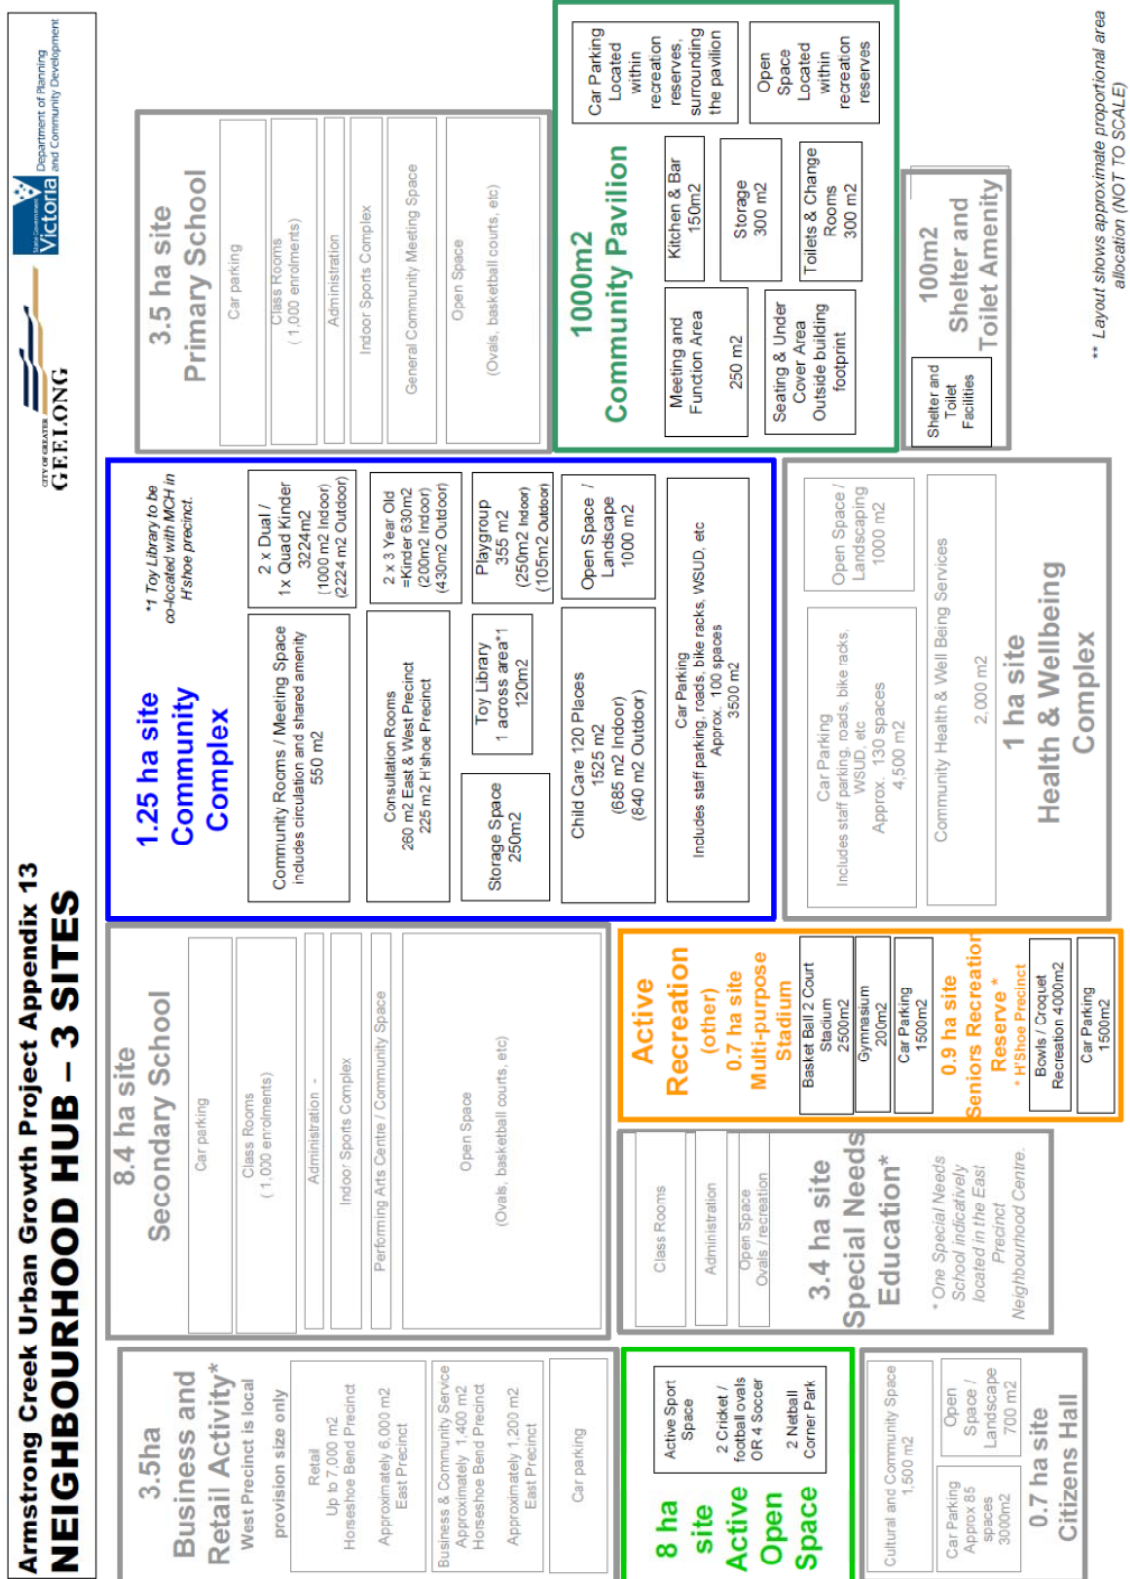 Armstrong Creek Urban Growth Project Appendix 13
NEIGHBOURHOOD HUB – 3 SITES
CITY OF GREATER
GEELONG
State Government
Victoria
Department of Planning
and Community Development
3.5ha
Business and
Retail Activity*
West Precinct is local
provision size only
Retail
Up to 7,000 m2
Horseshoe Bend Precinct
Approximately 6,000 m2
East Precinct
Business & Community Service
Approximately 1,400 m2
Horseshoe Bend Precinct
Approximately 1,200 m2
East Precinct
Car parking
8.4 ha site
Secondary School
Car parking
Class Rooms
( 1,000 enrolments)
Administration -
Indoor Sports Complex
Performing Arts Centre / Community Space
Open Space
(Ovals, basketball courts, etc)
1.25 ha site
Community
Complex
*1 Toy Library to be
co-located with MCH in
H'shoe precinct.
Community Rooms / Meeting Space
includes circulation and shared amenity
550 m2
2 x Dual /
1x Quad Kinder
3224m2
(1000 m2 Indoor)
(2224 m2 Outdoor)
Consultation Rooms
260 m2 East & West Precinct
225 m2 H'shoe Precinct
2 x 3 Year Old
=Kinder 630m2
(200m2 Indoor)
(430m2 Outdoor)
Storage Space
250m2
Toy Library
1 across area*1
120m2
Playgroup
355 m2
(250m2 Indoor)
(105m2 Outdoor)
Child Care 120 Places
1525 m2
(685 m2 Indoor)
(840 m2 Outdoor)
Open Space /
Landscape
1000 m2
Car Parking
Includes staff parking, roads, bike racks, WSUD, etc
Approx. 100 spaces
3500 m2
3.5 ha site
Primary School
Car parking
Class Rooms
( 1,000 enrolments)
Administration
Indoor Sports Complex
General Community Meeting Space
Open Space
(Ovals, basketball courts, etc)
1000m2
Community Pavilion
Car Parking
Located
within
recreation
reserves,
surrounding
the pavilion
Open
Space
Located
within
recreation
reserves
Meeting and
Function Area
250 m2
Kitchen & Bar
150m2
Storage
300 m2
Seating & Under
Cover Area
Outside building
footprint
Toilets & Change
Rooms
300 m2
8 ha
site
Active
Open
Space
Active Sport
Space
2 Cricket /
football ovals
OR 4 Soccer
2 Netball
Corner Park
Class Rooms
Administration
Open Space
Ovals / recreation
3.4 ha site
Special Needs
Education*
* One Special Needs
School indicatively
located in the East
Precinct
Neighbourhood Centre.
Active
Recreation
(other)
0.7 ha site
Multi-purpose
Stadium
Basket Ball 2 Court
Stadium
2500m2
Gymnasium
200m2
Car Parking
1500m2
0.9 ha site
Seniors Recreation
Reserve *
* H'Shoe Precinct
Bowls / Croquet
Recreation 4000m2
Car Parking
1500m2
Car Parking
Includes staff parking, roads, bike racks,
WSUD, etc
Approx. 130 spaces
4,500 m2
Open Space /
Landscaping
1000 m2
Community Health & Well Being Services
2,000 m2
1 ha site
Health & Wellbeing
Complex
Shelter and
Toilet
Facilities
100m2
Shelter and
Toilet Amenity
Cultural and Community Space
1,500 m2
Car Parking
Approx 85
spaces
3000m2
Open
Space /
Landscape
700 m2
0.7 ha site
Citizens Hall
** Layout shows approximate proportional area
allocation (NOT TO SCALE)